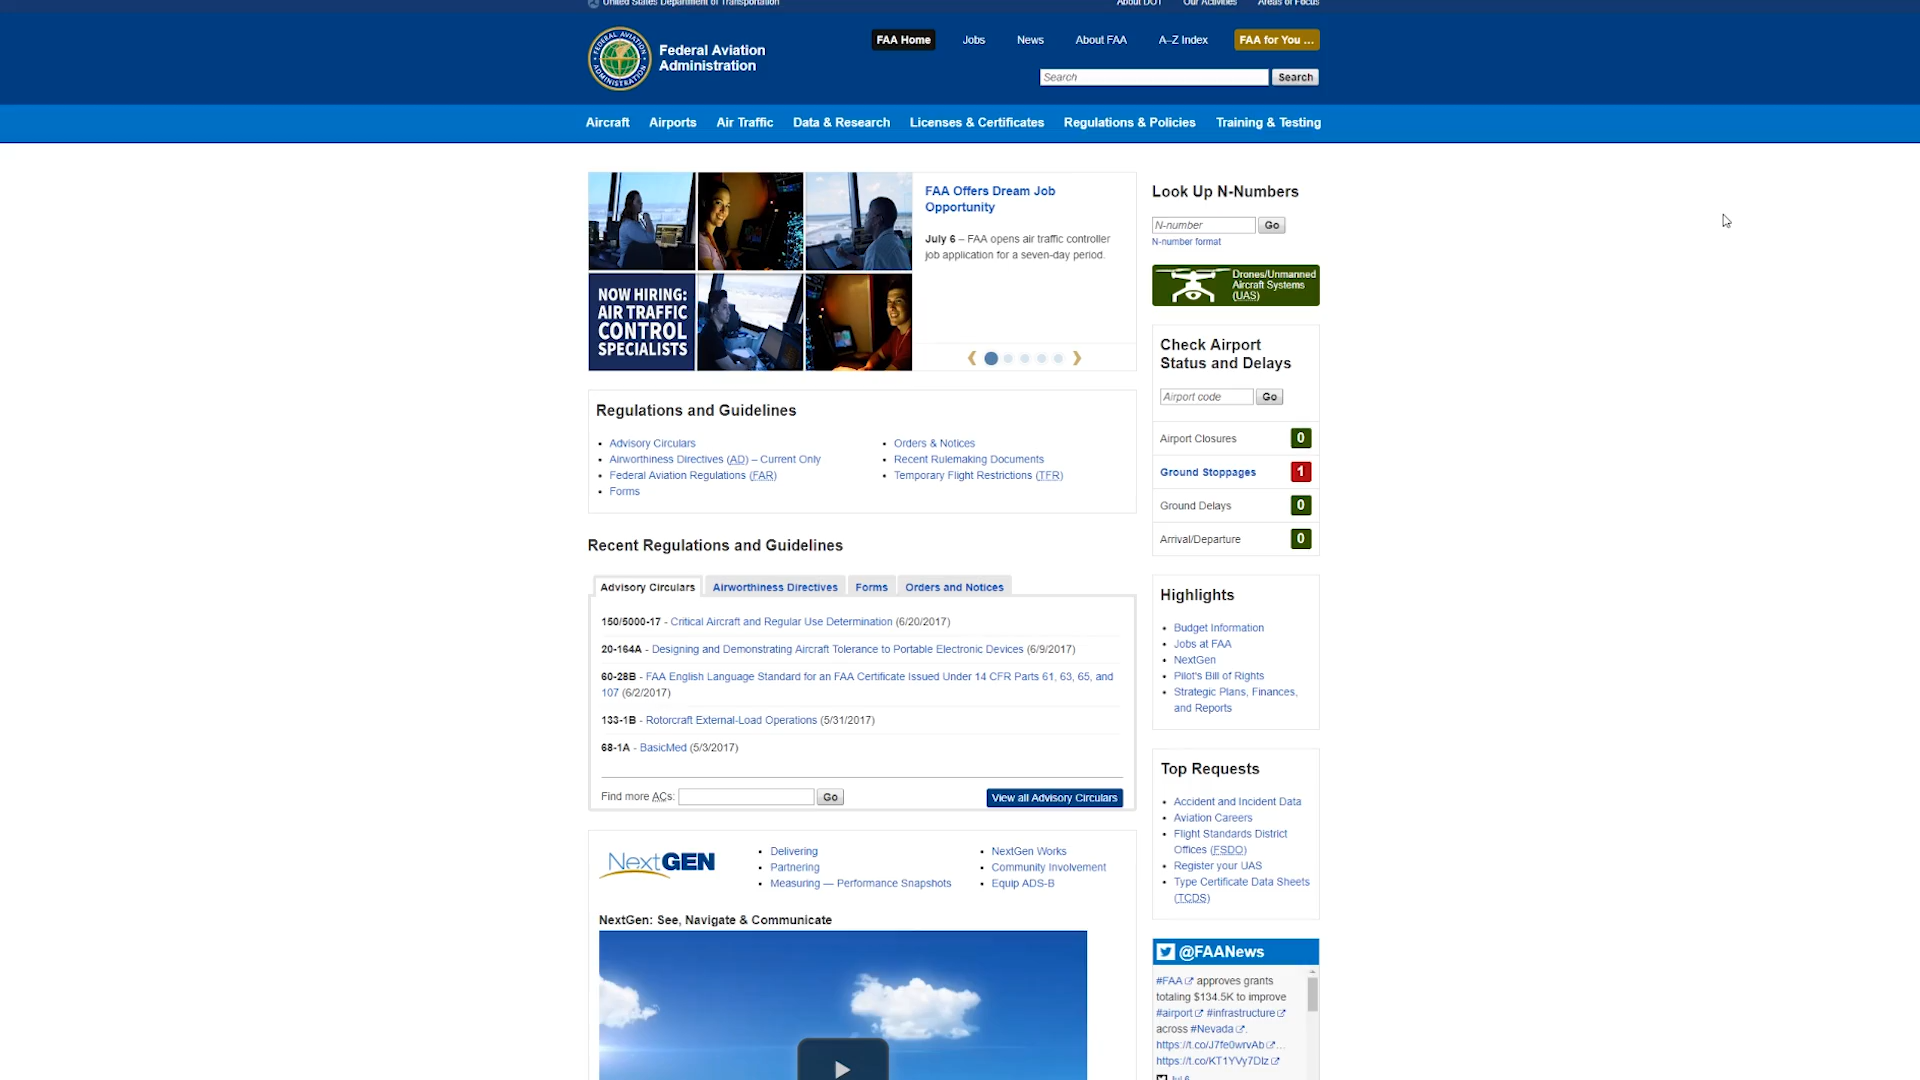 United States Department of Transportation
About DOT Our Activities Areas of Focus
Federal Aviation
Administration
FAA Home Jobs News About FAA A–Z Index FAA for You ...
Search Search
Aircraft Airports Air Traffic Data & Research Licenses & Certificates Regulations & Policies Training & Testing
NOW HIRING:
AIR TRAFFIC
CONTROL
SPECIALISTS
FAA Offers Dream Job
Opportunity
July 6 – FAA opens air traffic controller
job application for a seven-day period.
Regulations and Guidelines
Advisory Circulars
Airworthiness Directives (AD) – Current Only
Federal Aviation Regulations (FAR)
Forms
Orders & Notices
Recent Rulemaking Documents
Temporary Flight Restrictions (TFR)
Recent Regulations and Guidelines
Advisory Circulars Airworthiness Directives Forms Orders and Notices
150/5000-17 - Critical Aircraft and Regular Use Determination (6/20/2017)
20-164A - Designing and Demonstrating Aircraft Tolerance to Portable Electronic Devices (6/9/2017)
60-28B - FAA English Language Standard for an FAA Certificate Issued Under 14 CFR Parts 61, 63, 65, and
107 (6/2/2017)
133-1B - Rotorcraft External-Load Operations (5/31/2017)
68-1A - BasicMed (5/3/2017)
Find more ACs: Go View all Advisory Circulars
NextGEN
Delivering
Partnering
Measuring — Performance Snapshots
NextGen Works
Community Involvement
Equip ADS-B
NextGen: See, Navigate & Communicate
Look Up N-Numbers
N-number Go
N-number format
Drones/Unmanned
Aircraft Systems
(UAS)
Check Airport
Status and Delays
Airport code Go
Airport Closures 0
Ground Stoppages 1
Ground Delays 0
Arrival/Departure 0
Highlights
Budget Information
Jobs at FAA
NextGen
Pilot's Bill of Rights
Strategic Plans, Finances,
and Reports
Top Requests
Accident and Incident Data
Aviation Careers
Flight Standards District
Offices (FSDO)
Register your UAS
Type Certificate Data Sheets
(TCDS)
@FAANews
#FAA approves grants
totaling $134.5K to improve
#airport #infrastructure
across #Nevada .
https://t.co/J7fe0wrvAb …
https://t.co/KT1YVy7Dlz
Jul 6